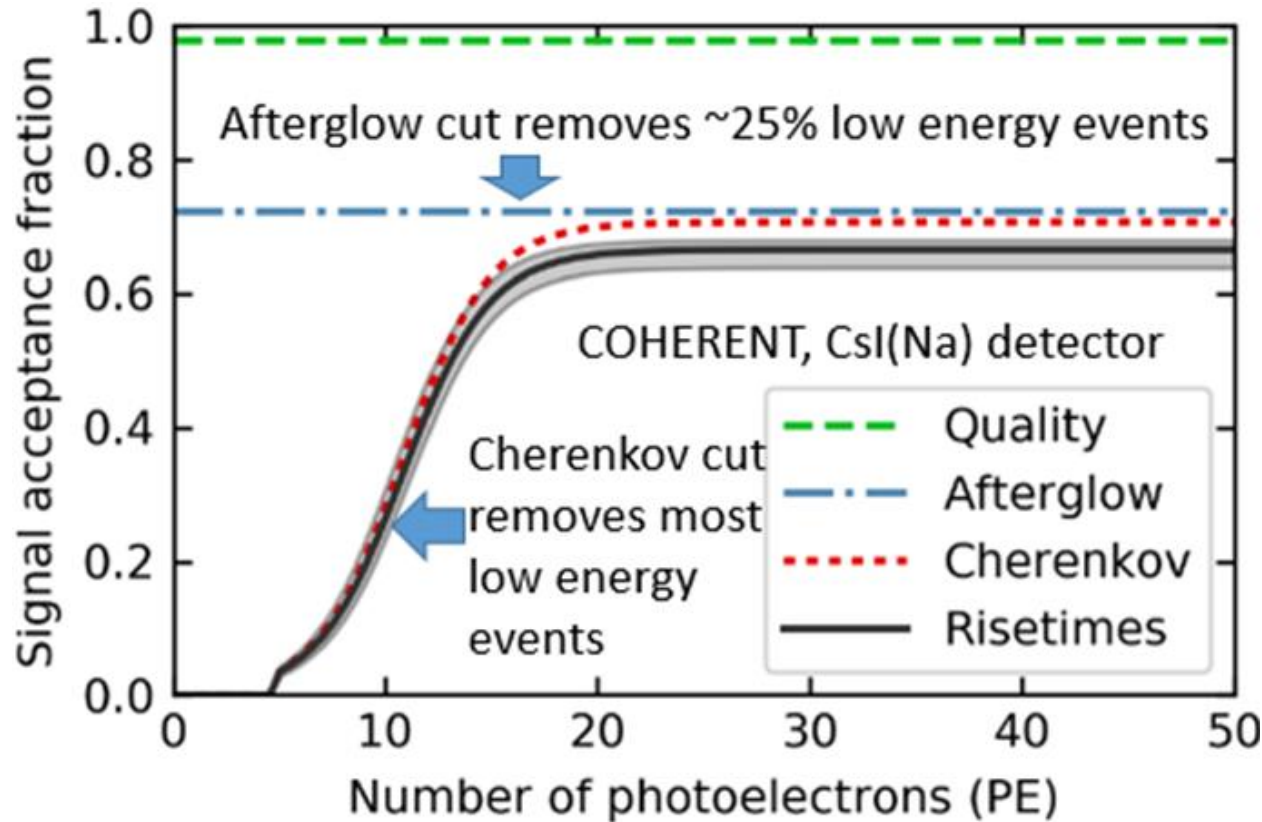 1.0
Afterglow cut removes ~25% low energy events
0.8
0.6
COHERENT, CsI(Na) detector
0.4
Cherenkov cut
removes most
low energy
events
0.2
0.0
Quality
Afterglow
Cherenkov
Risetimes
0 10 20 30 40 50
Number of photoelectrons (PE)
Signal acceptance fraction